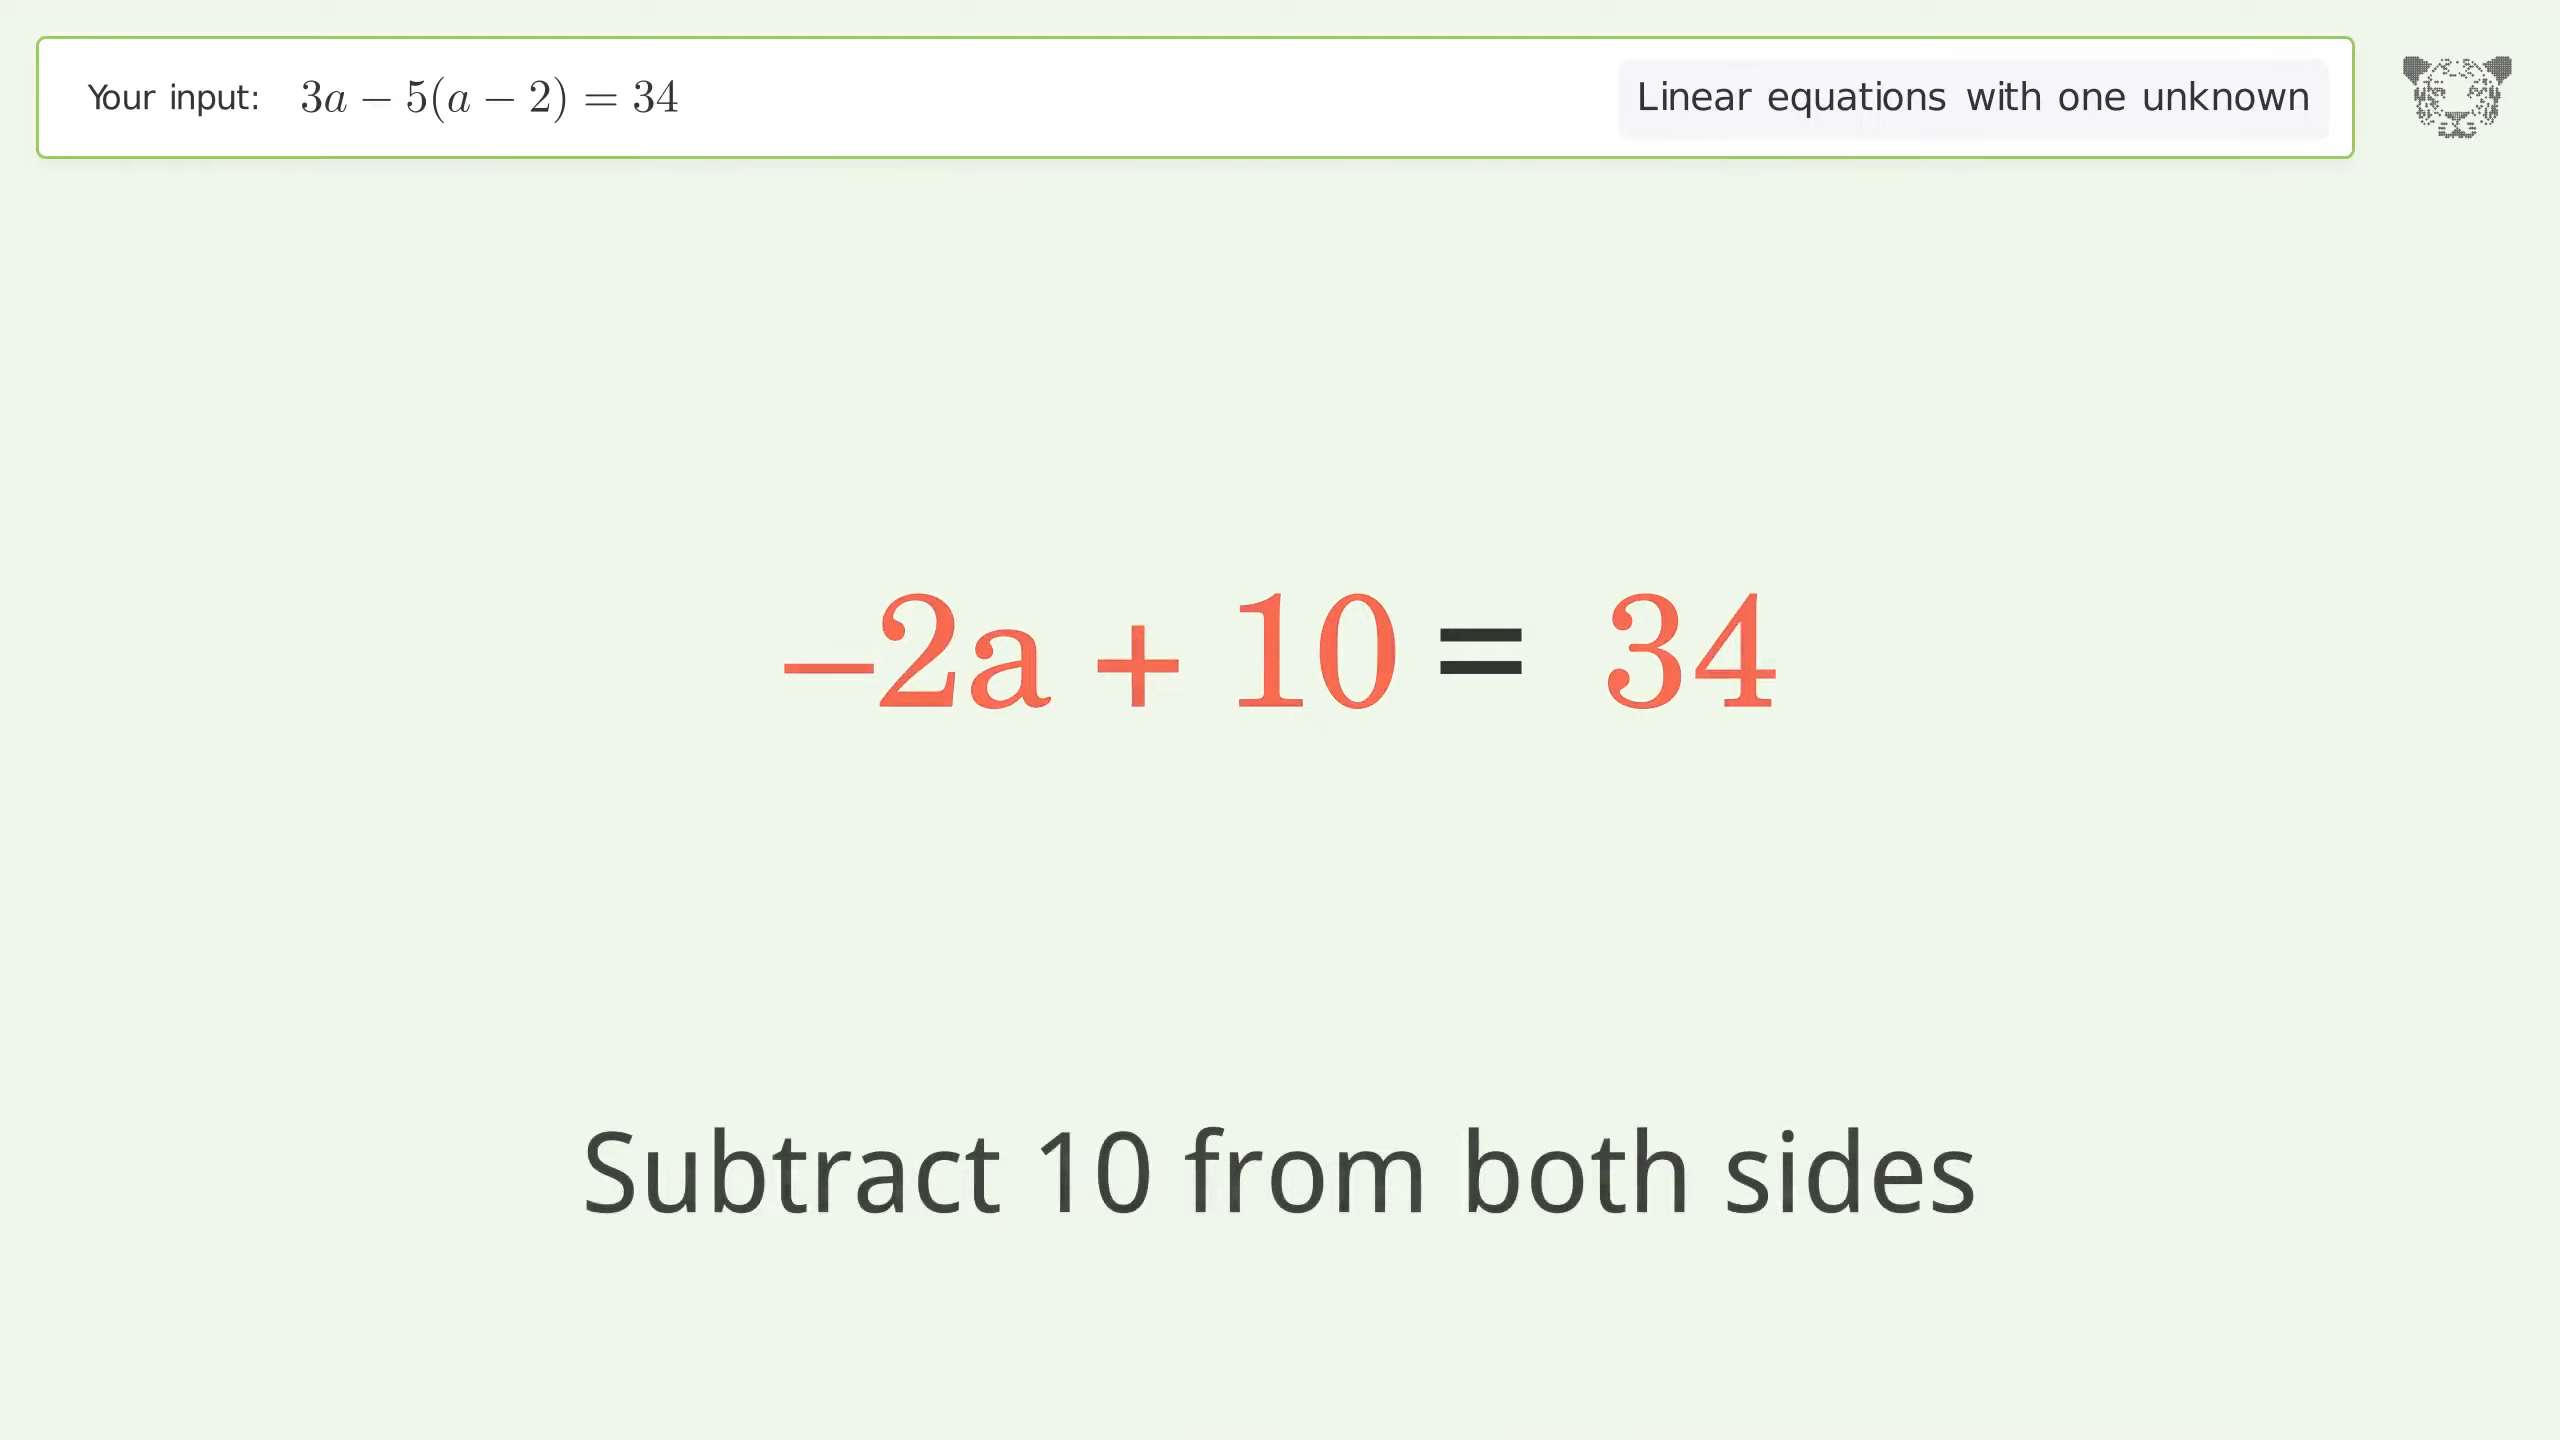 Your input: 3a − 5(a − 2) = 34
Linear equations with one unknown
−2a + 10 = 34
Subtract 10 from both sides